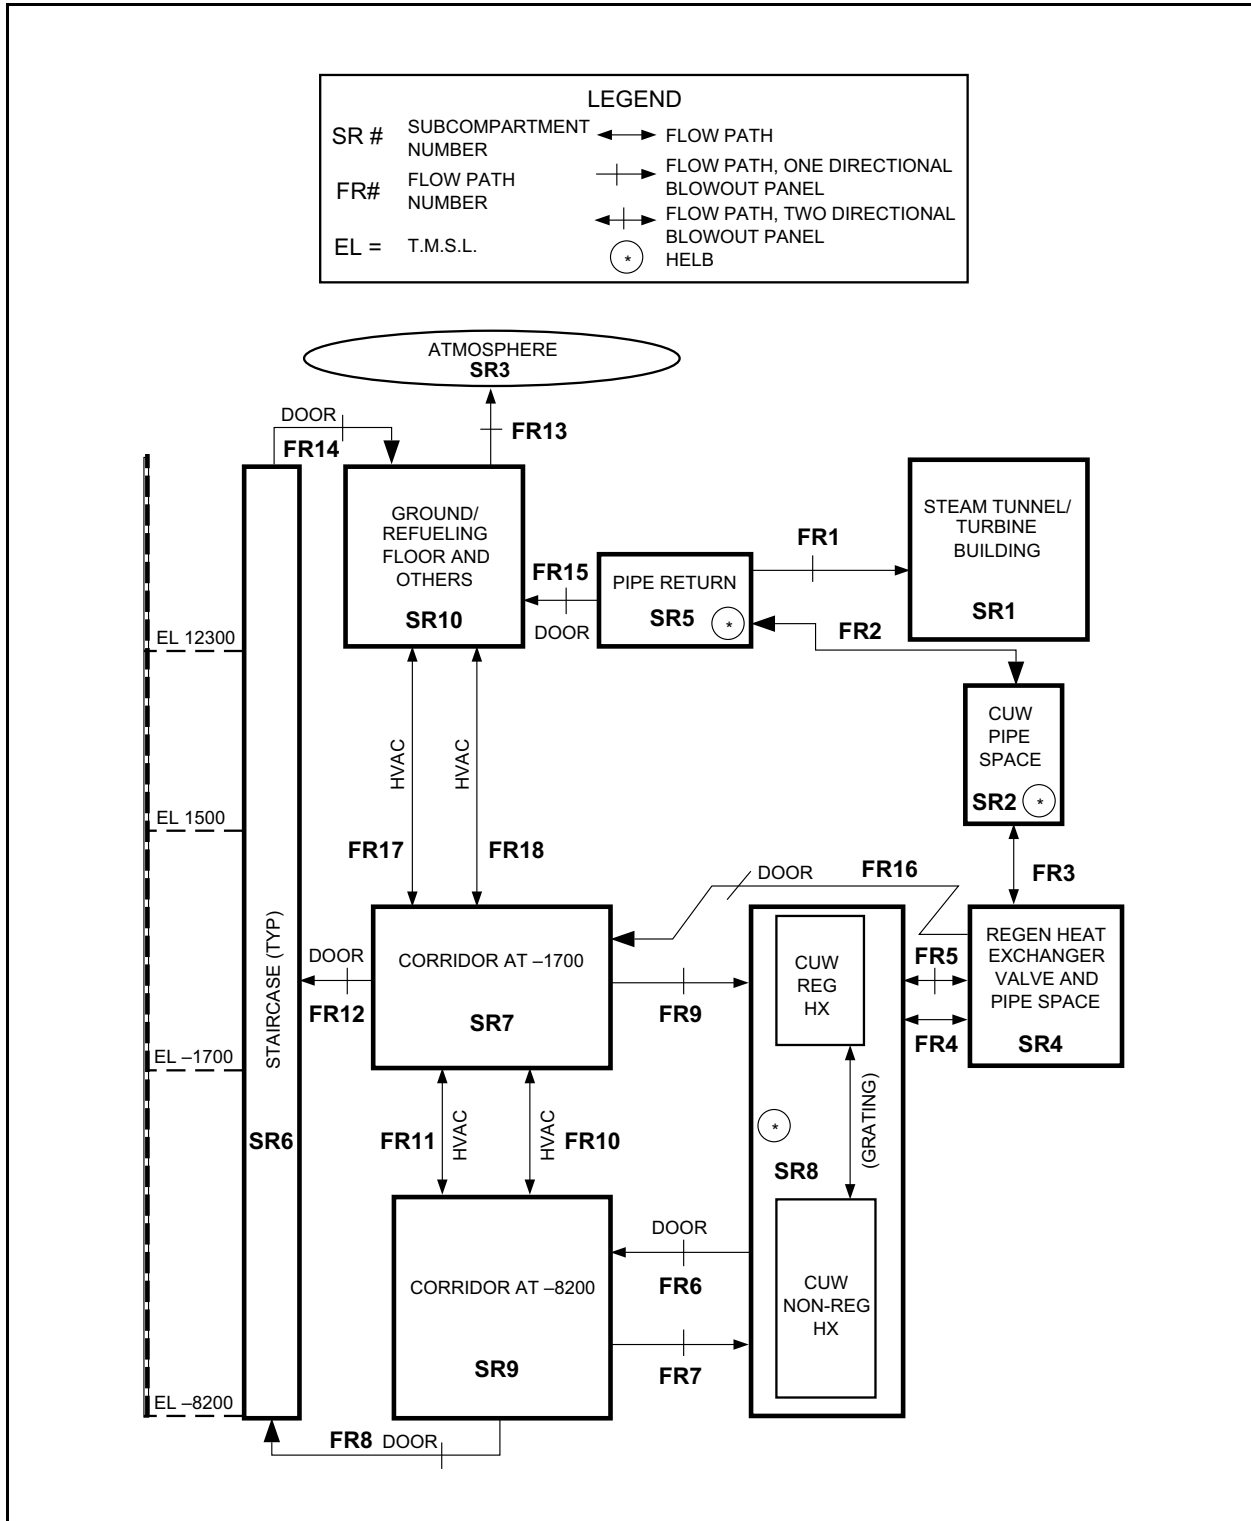 LEGEND
SR # SUBCOMPARTMENT
NUMBER
FR# FLOW PATH
NUMBER
EL = T.M.S.L.
FLOW PATH
FLOW PATH, ONE DIRECTIONAL
BLOWOUT PANEL
FLOW PATH, TWO DIRECTIONAL
BLOWOUT PANEL
* HELB
ATMOSPHERE
SR3
DOOR
FR14
FR13
GROUND/
REFUELING
FLOOR AND
OTHERS
SR10
FR15
DOOR
PIPE RETURN
SR5 *
FR1
STEAM TUNNEL/
TURBINE
BUILDING
SR1
FR2
EL 12300
CUW
PIPE
SPACE
SR2 *
HVAC
HVAC
EL 1500
FR17
FR18
FR3
DOOR
FR16
STAIRCASE (TYP)
SR6
DOOR
FR12
CORRIDOR AT –1700
SR7
FR9
CUW
REG
HX
FR5
FR4
REGEN HEAT
EXCHANGER
VALVE AND
PIPE SPACE
SR4
EL –1700
FR11
HVAC
HVAC
FR10
*
SR8
(GRATING)
DOOR
FR6
CORRIDOR AT –8200
SR9
FR7
CUW
NON-REG
HX
EL –8200
FR8 DOOR